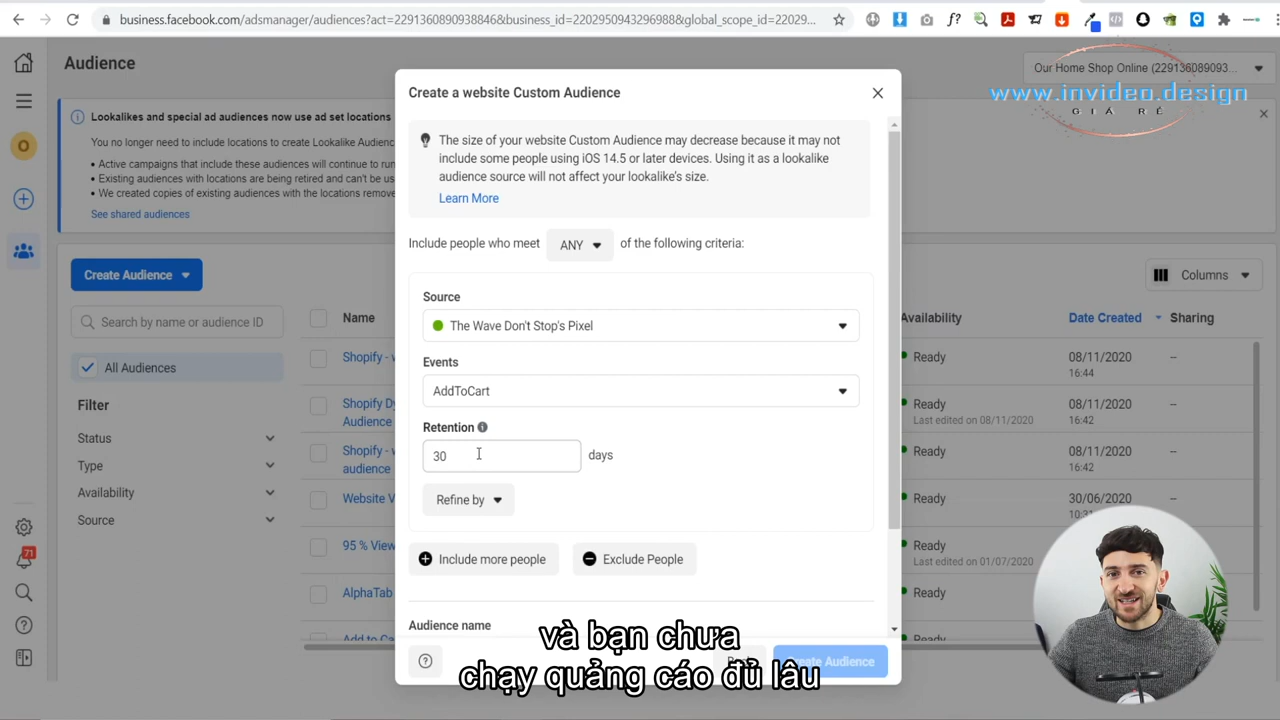 business.facebook.com/adsmanager/audiences?act=2291360890938846&business_id=2202950943296988&global_scope_id=22029...
Audience
Our Home Shop Online (229136089093...
www.invideo.design
GIÁ RẺ
Lookalikes and special ad audiences now use ad set locations
You no longer need to include locations to create Lookalike Audienc
• Active campaigns that include these audiences will continue to run
• Existing audiences with locations are being retired and can't be us
• We created copies of existing audiences with the locations remove
See shared audiences
Create Audience
Columns
Search by name or audience ID
All Audiences
Filter
Status
Type
Availability
Source
Name
Availability
Date Created
Sharing
Shopify - w
Ready
08/11/2020
16:44
--
Shopify Dy
Audience
Ready
Last edited on 08/11/2020
08/11/2020
16:42
--
Shopify -
audience
Ready
08/11/2020
16:42
--
Website V
Ready
30/06/2020
--
95 % View
Ready
Last edited on 01/07/2020
--
AlphaTab
Ready
71
Create a website Custom Audience
The size of your website Custom Audience may decrease because it may not
include some people using iOS 14.5 or later devices. Using it as a lookalike
audience source will not affect your lookalike's size.
Learn More
Include people who meet ANY of the following criteria:
Source
The Wave Don't Stop's Pixel
Events
AddToCart
Retention
30 days
Refine by
Include more people
Exclude People
Audience name
Create Audience
và bạn chưa
chạy quảng cáo đủ lâu